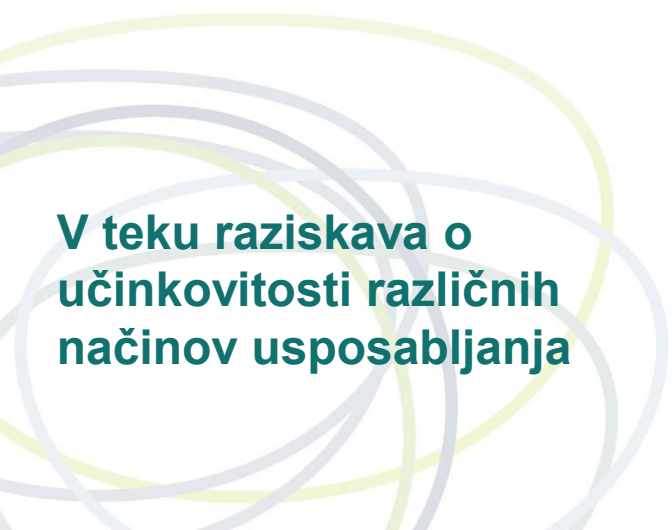 V teku raziskava o
učinkovitosti različnih
načinov usposabljanja